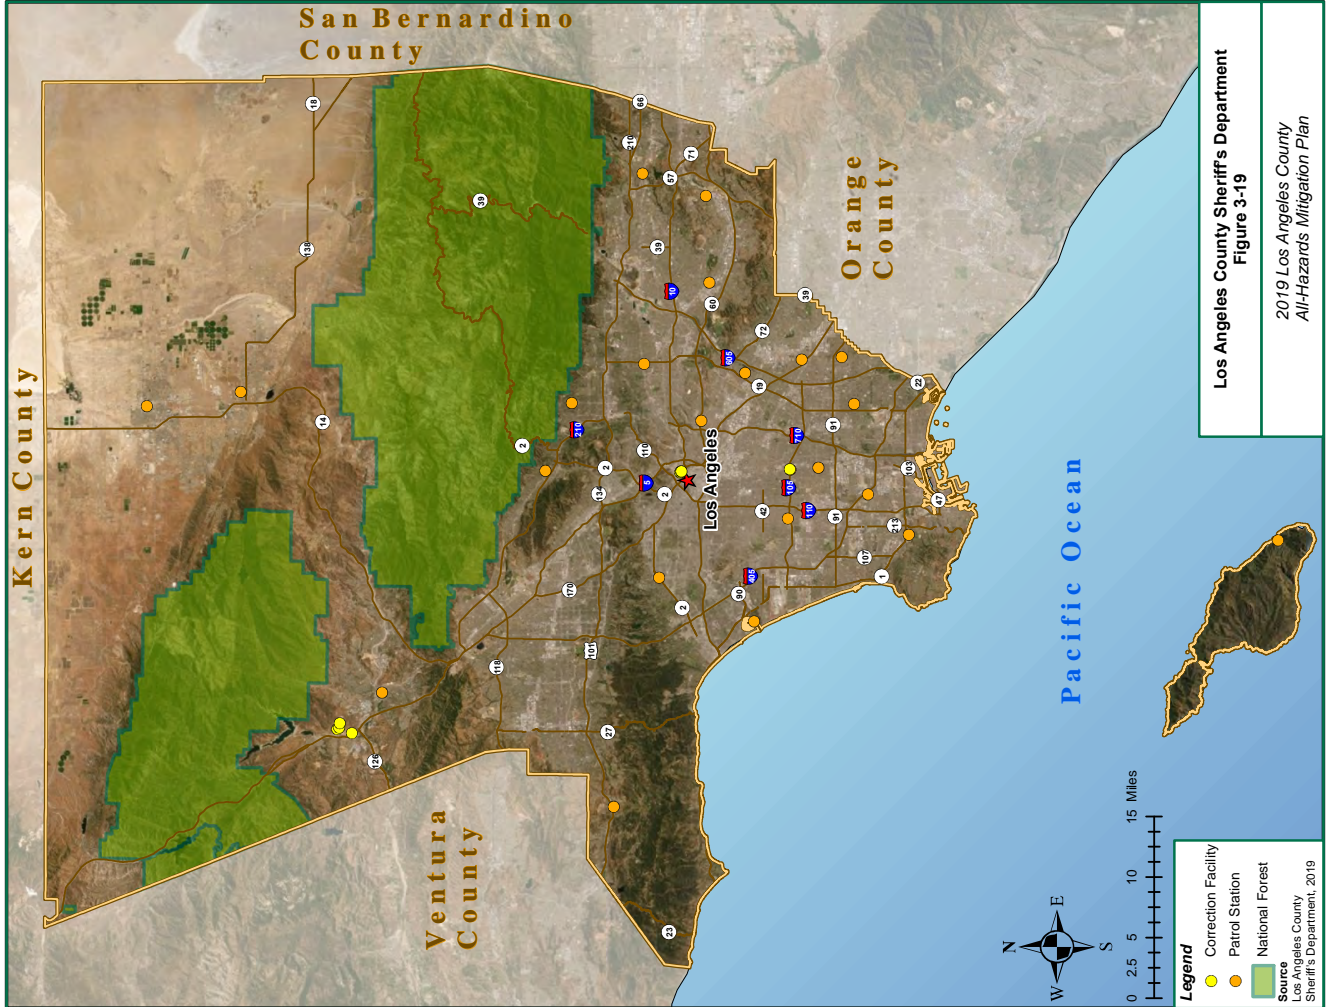 San Bernardino
County
Kern County
Orange
County
Ventura
County
Pacific Ocean
Los Angeles
18
138
14
39
2
66
210
71
57
39
10
60
72
39
605
19
22
210
110
2
5
134
2
710
91
103
105
110
42
91
47
213
107
1
405
90
2
170
101
118
27
126
23
Los Angeles County Sheriff's Department
Figure 3-19
2019 Los Angeles County
All-Hazards Mitigation Plan
N
W
E
S
0 2.5 5 10 15 Miles
Legend
Correction Facility
Patrol Station
National Forest
Source
Los Angeles County
Sheriff's Department, 2019